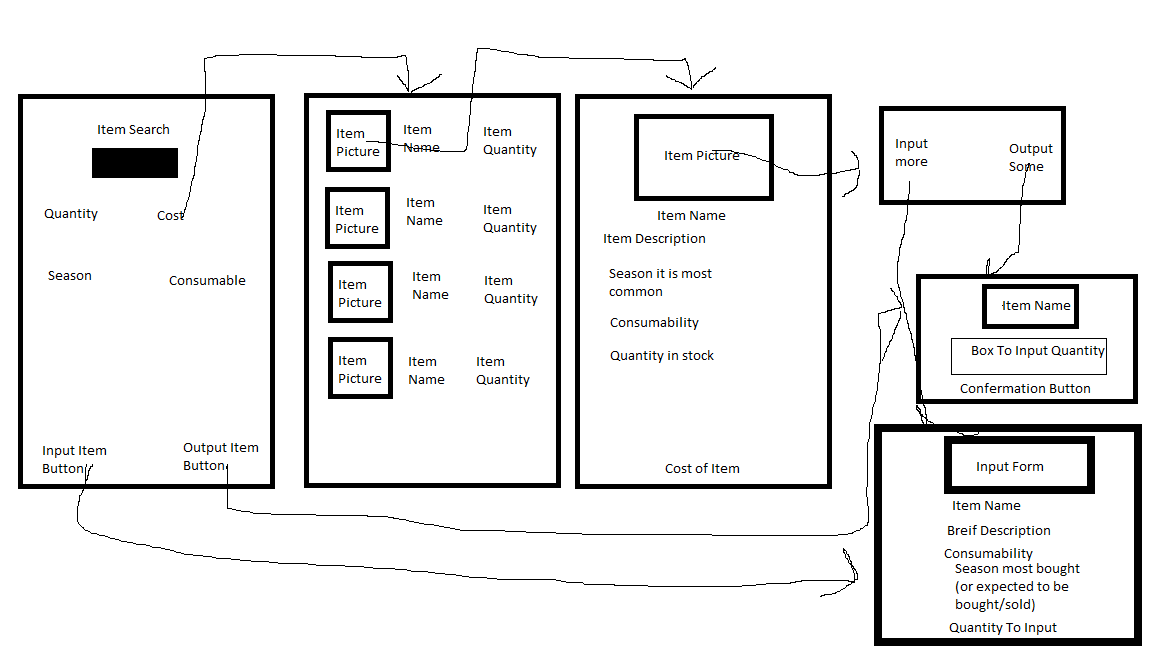 Item Search
Quantity
Cost
Season
Consumable
Input Item
Button
Output Item
Button
Item
Picture
Item
Name
Item
Quantity
Item
Picture
Item
Name
Item
Quantity
Item
Picture
Item
Name
Item
Quantity
Item
Picture
Item
Name
Item
Quantity
Item Picture
Item Name
Item Description
Season it is most
common
Consumability
Quantity in stock
Cost of Item
Input
more
Output
Some
Item Name
Box To Input Quantity
Confermation Button
Input Form
Item Name
Breif Description
Consumability
Season most bought
(or expected to be
bought/sold)
Quantity To Input